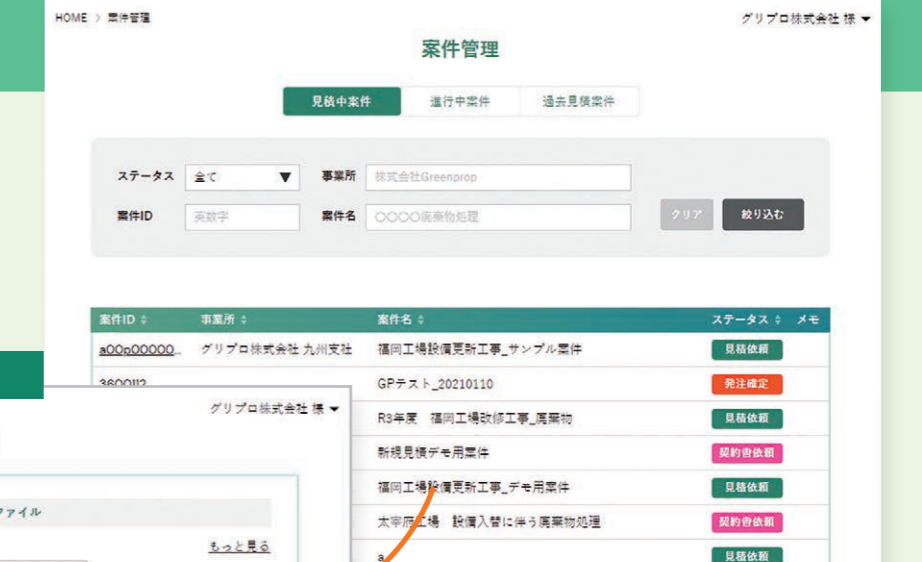 HOME > 案件管理
グリプロ株式会社 様 ▼
案件管理
見積中案件 進行中案件 過去見積案件
ステータス 全て ▼ 事業所 株式会社Greenprop
案件ID 英数字 案件名 〇〇〇〇廃棄物処理 クリア 絞り込む
案件ID 事業所 案件名 ステータス メモ
a00p00000... グリプロ株式会社 九州支社 福岡工場設備更新工事_サンプル案件 見積依頼
3600112 GPテスト_20210110 発注確定
R3年度 福岡工場改修工事_廃棄物 見積依頼
新規見積デモ用案件 契約書依頼
福岡工場設備更新工事_デモ用案件 見積依頼
太宰府工場 設備入替に伴う廃棄物処理 契約書依頼
a 見積依頼
グリプロ株式会社 様 ▼
ファイル
もっと見る